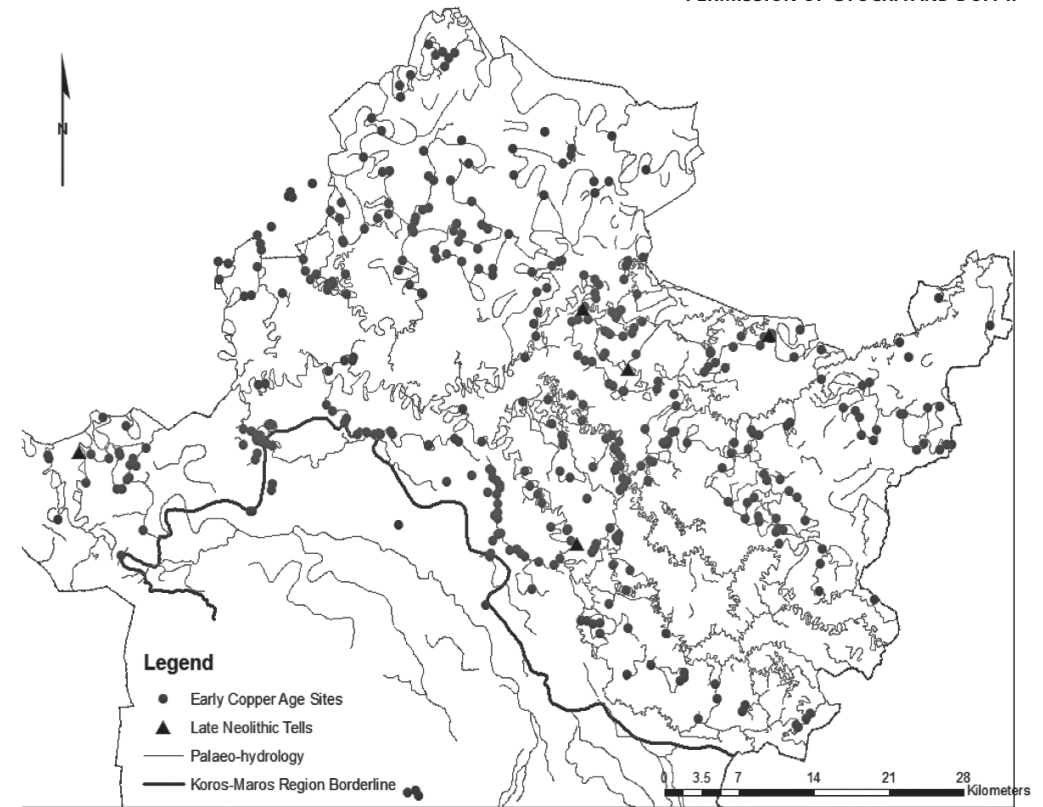 N
Legend
Early Copper Age Sites
Late Neolithic Tells
Palaeo-hydrology
Koros-Maros Region Borderline
0 3.5 7 14 21 28
Kilometers